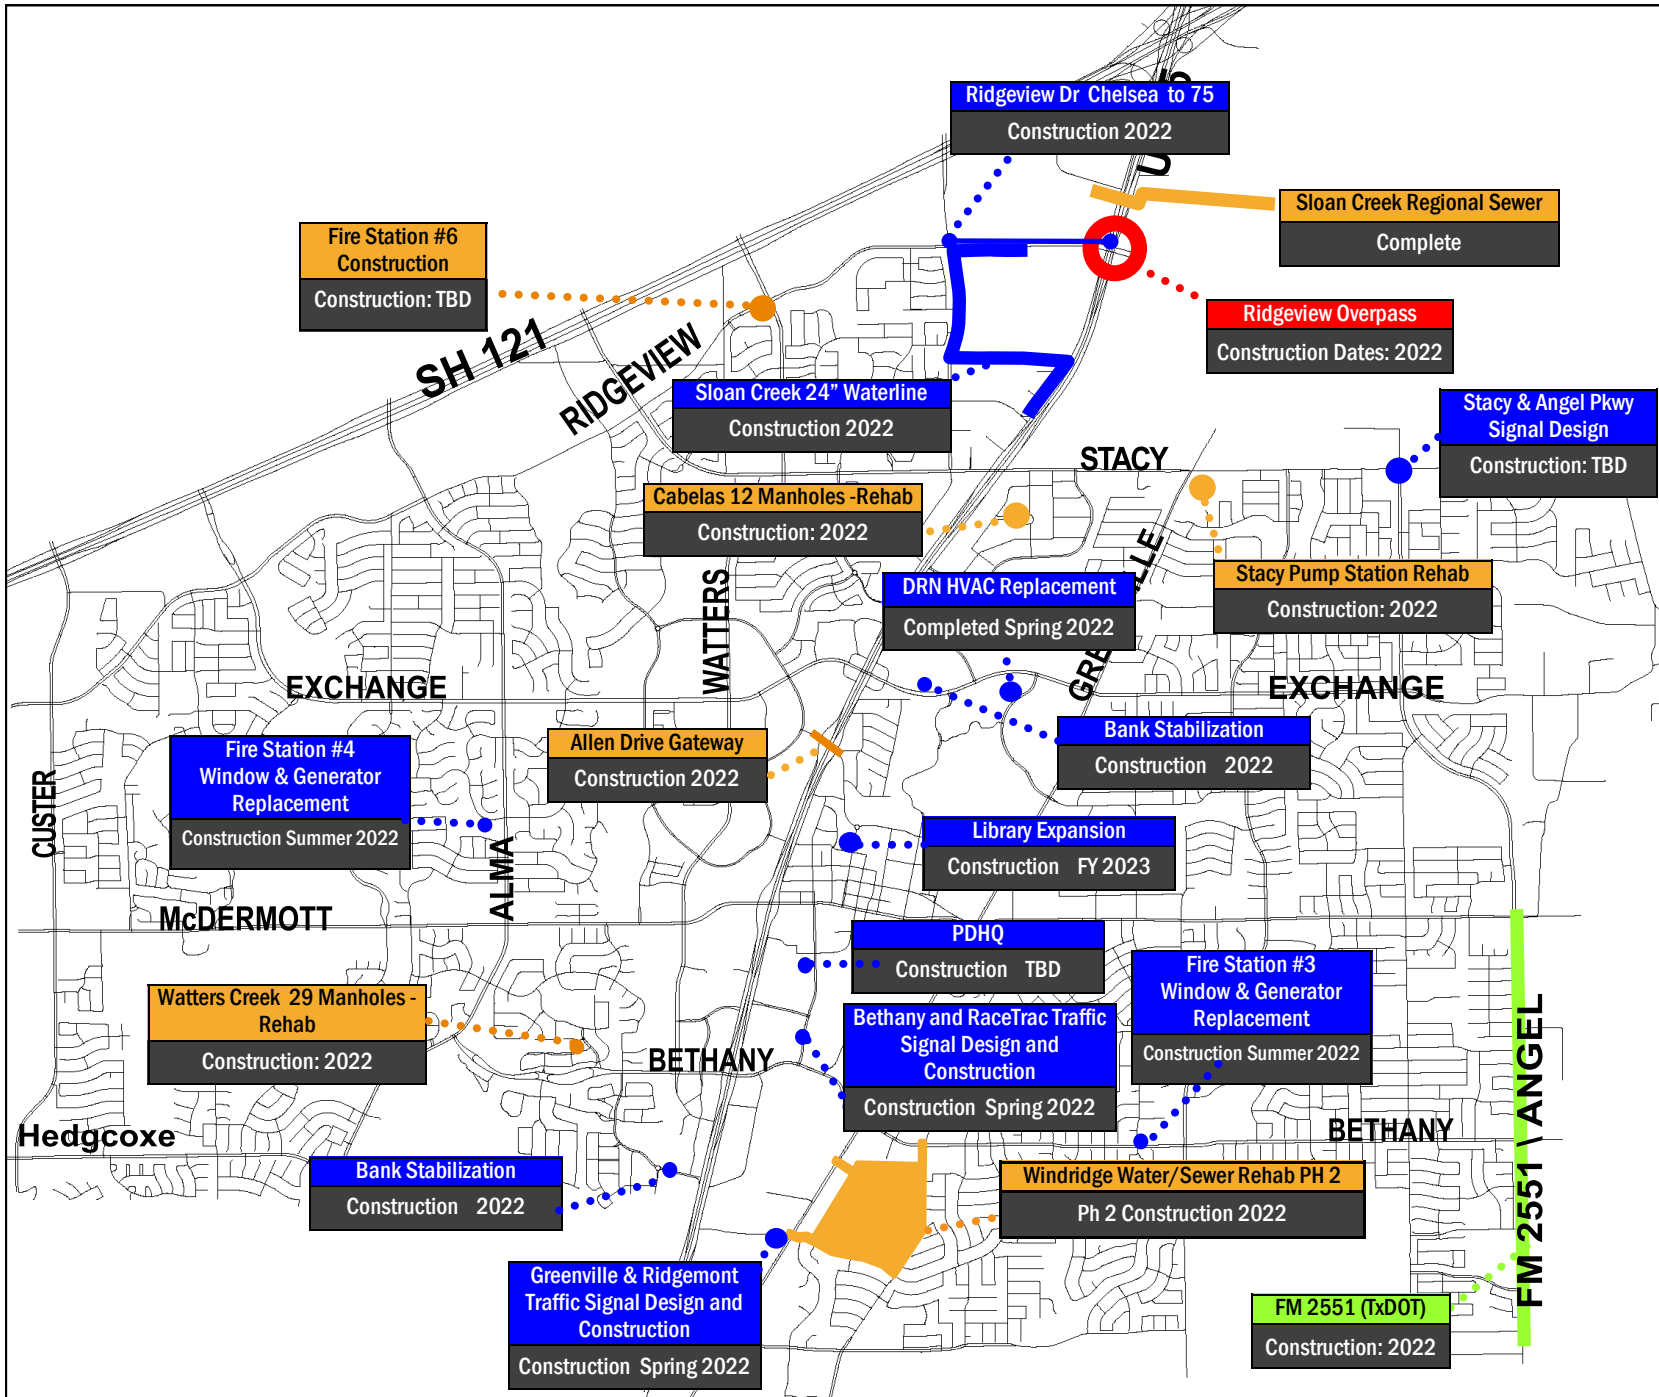 Ridgeview Dr Chelsea to 75
Construction 2022
Sloan Creek Regional Sewer
Complete
Fire Station #6
Construction
Construction: TBD
Ridgeview Overpass
Construction Dates: 2022
SH 121
RIDGEVIEW
Sloan Creek 24” Waterline
Construction 2022
Stacy & Angel Pkwy
Signal Design
Construction: TBD
STACY
Cabelas 12 Manholes -Rehab
Construction: 2022
Stacy Pump Station Rehab
Construction: 2022
DRN HVAC Replacement
Completed Spring 2022
WATTERS
EXCHANGE
EXCHANGE
Bank Stabilization
Construction 2022
Allen Drive Gateway
Construction 2022
Fire Station #4
Window & Generator
Replacement
Construction Summer 2022
CUSTER
ALMA
Library Expansion
Construction FY 2023
McDERMOTT
PDHQ
Construction TBD
Fire Station #3
Window & Generator
Replacement
Construction Summer 2022
Watters Creek 29 Manholes -
Rehab
Construction: 2022
BETHANY
Bethany and RaceTrac Traffic
Signal Design and
Construction
Construction Spring 2022
Hedgcoxe
BETHANY
FM 2551 \ ANGEL
Bank Stabilization
Construction 2022
Windridge Water/Sewer Rehab PH 2
Ph 2 Construction 2022
Greenville & Ridgemont
Traffic Signal Design and
Construction
Construction Spring 2022
FM 2551 (TxDOT)
Construction: 2022